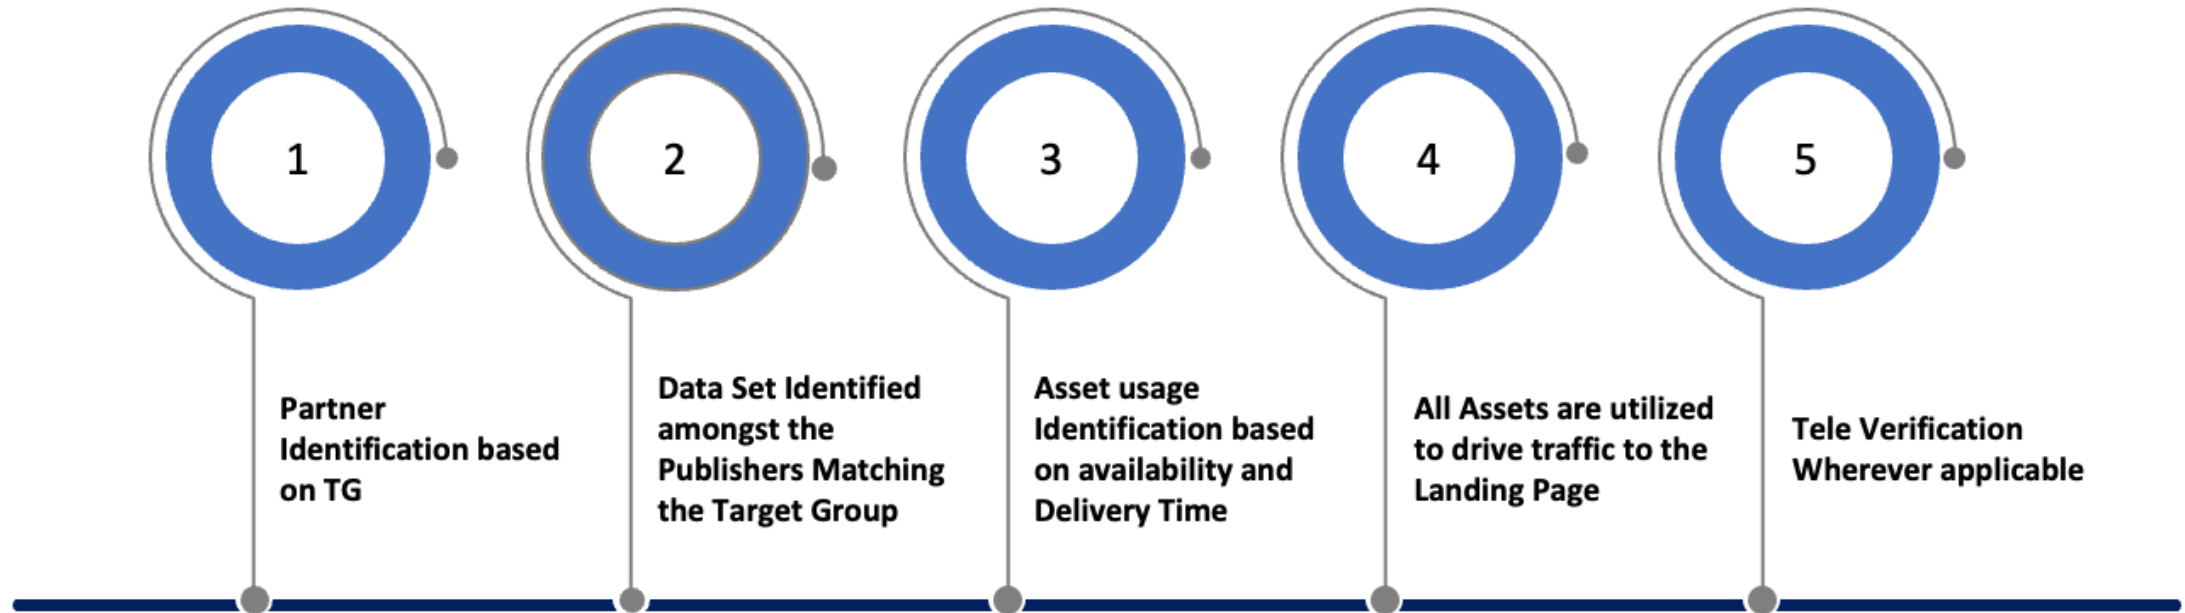 1
Partner
Identification based
on TG
2
Data Set Identified
amongst the
Publishers Matching
the Target Group
3
Asset usage
Identification based
on availability and
Delivery Time
4
All Assets are utilized
to drive traffic to the
Landing Page
5
Tele Verification
Wherever applicable